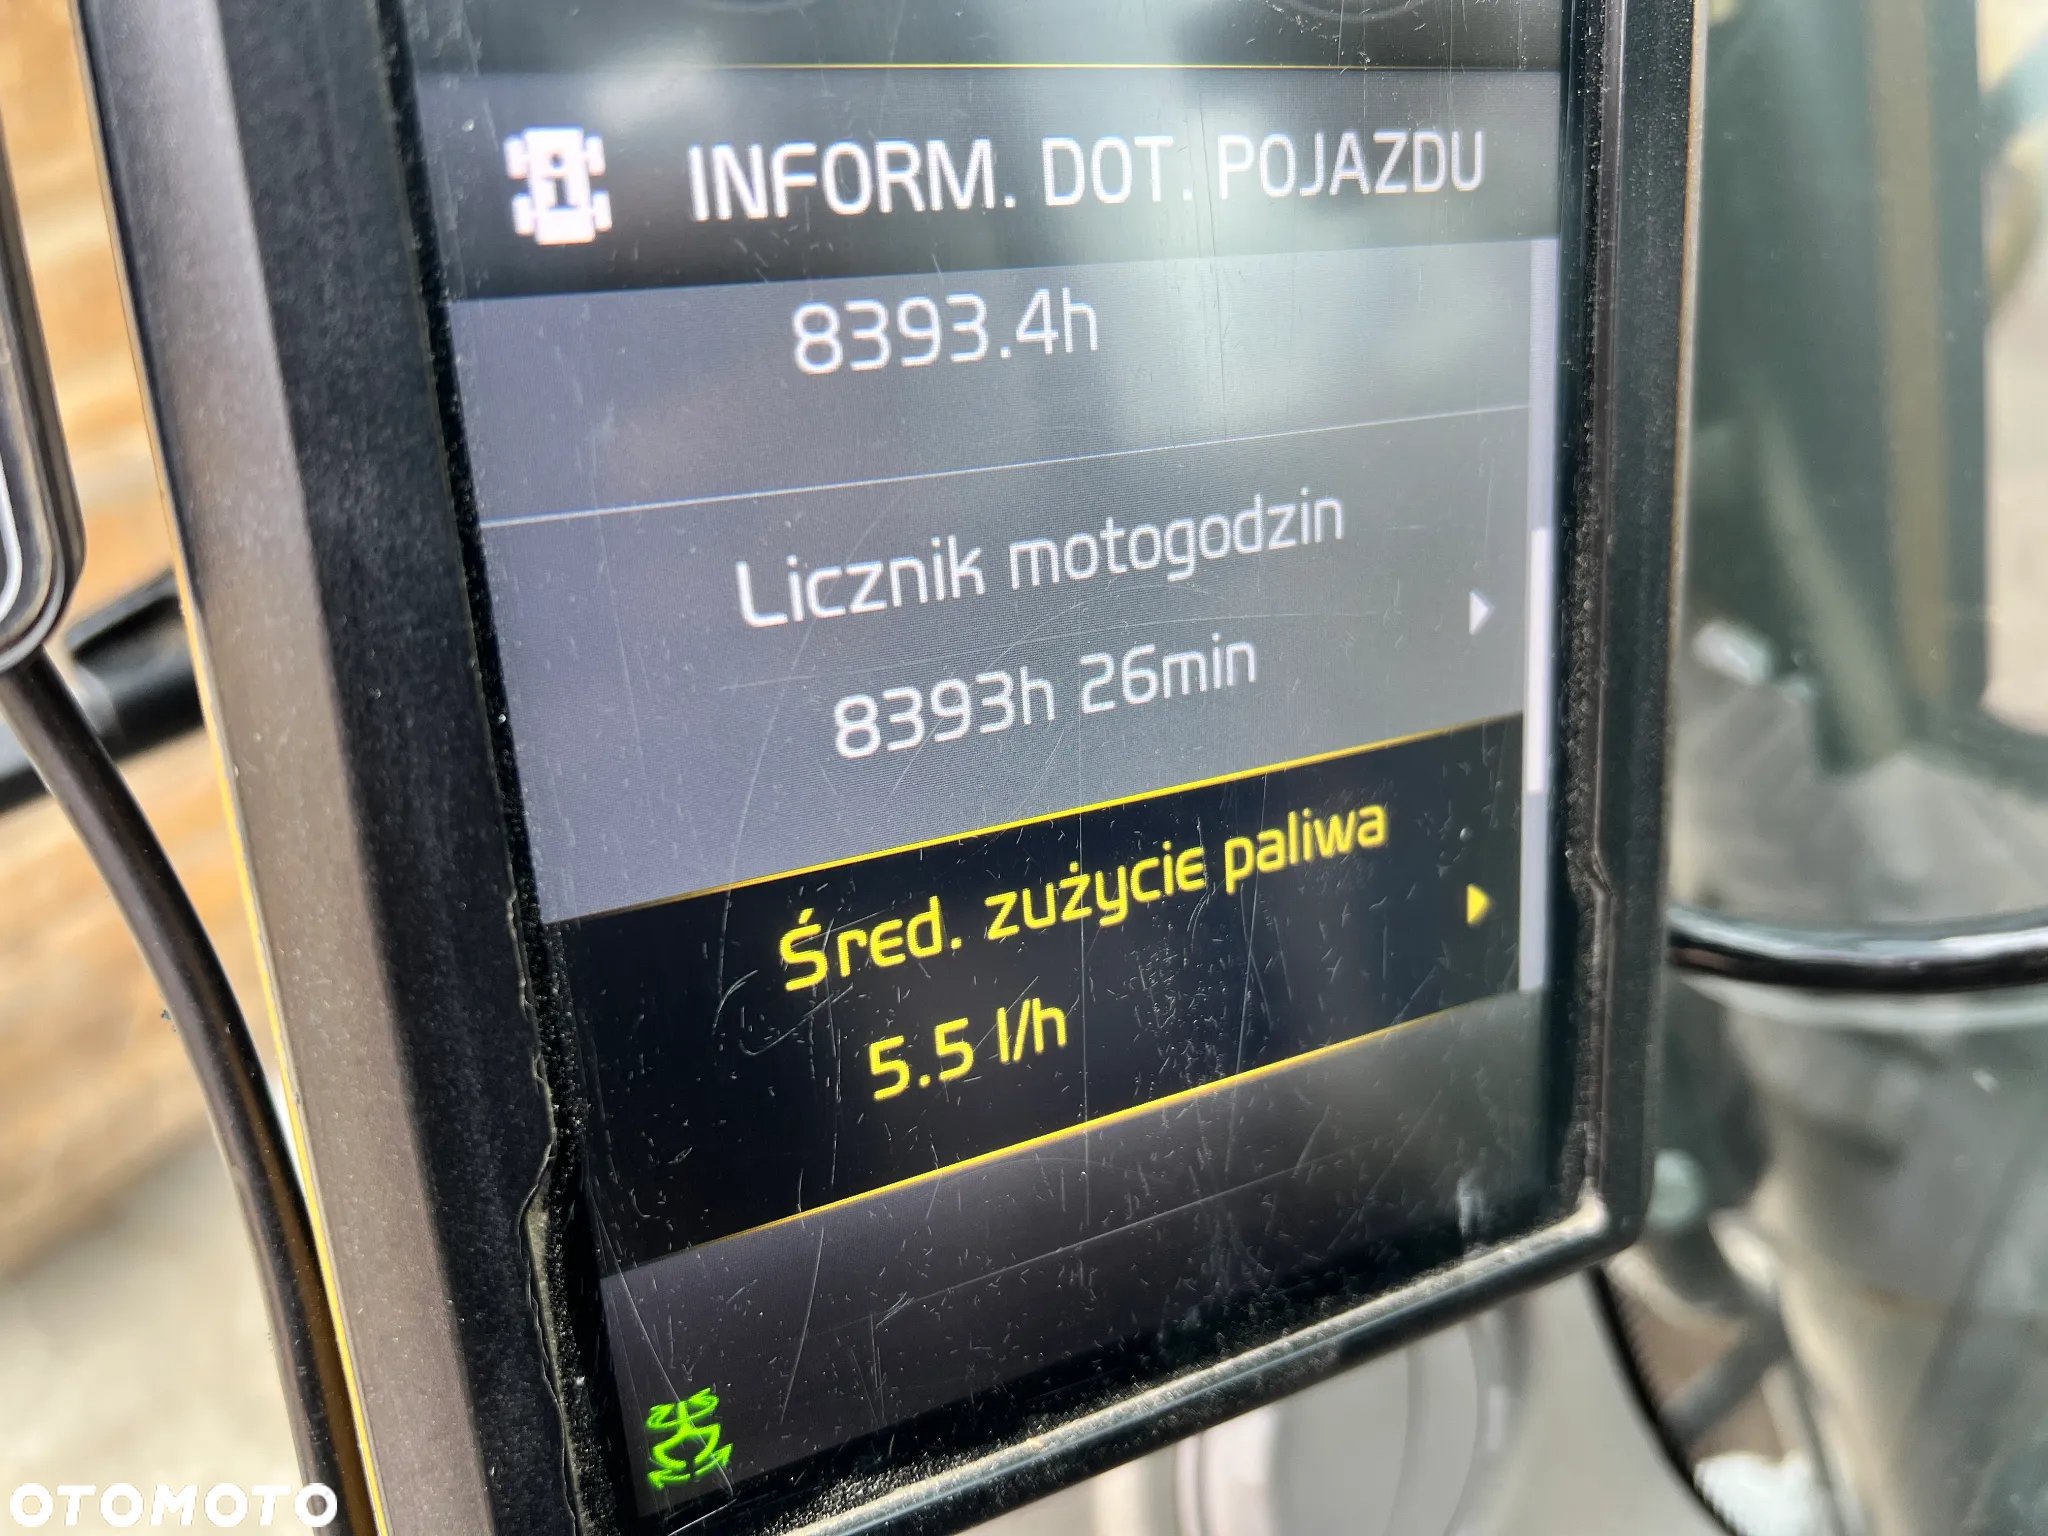 INFORM. DOT. POJAZDU
8393.4h
Licznik motogodzin
8393h 26min
Śred. zużycie paliwa
5.5 l/h
OTOMOTO